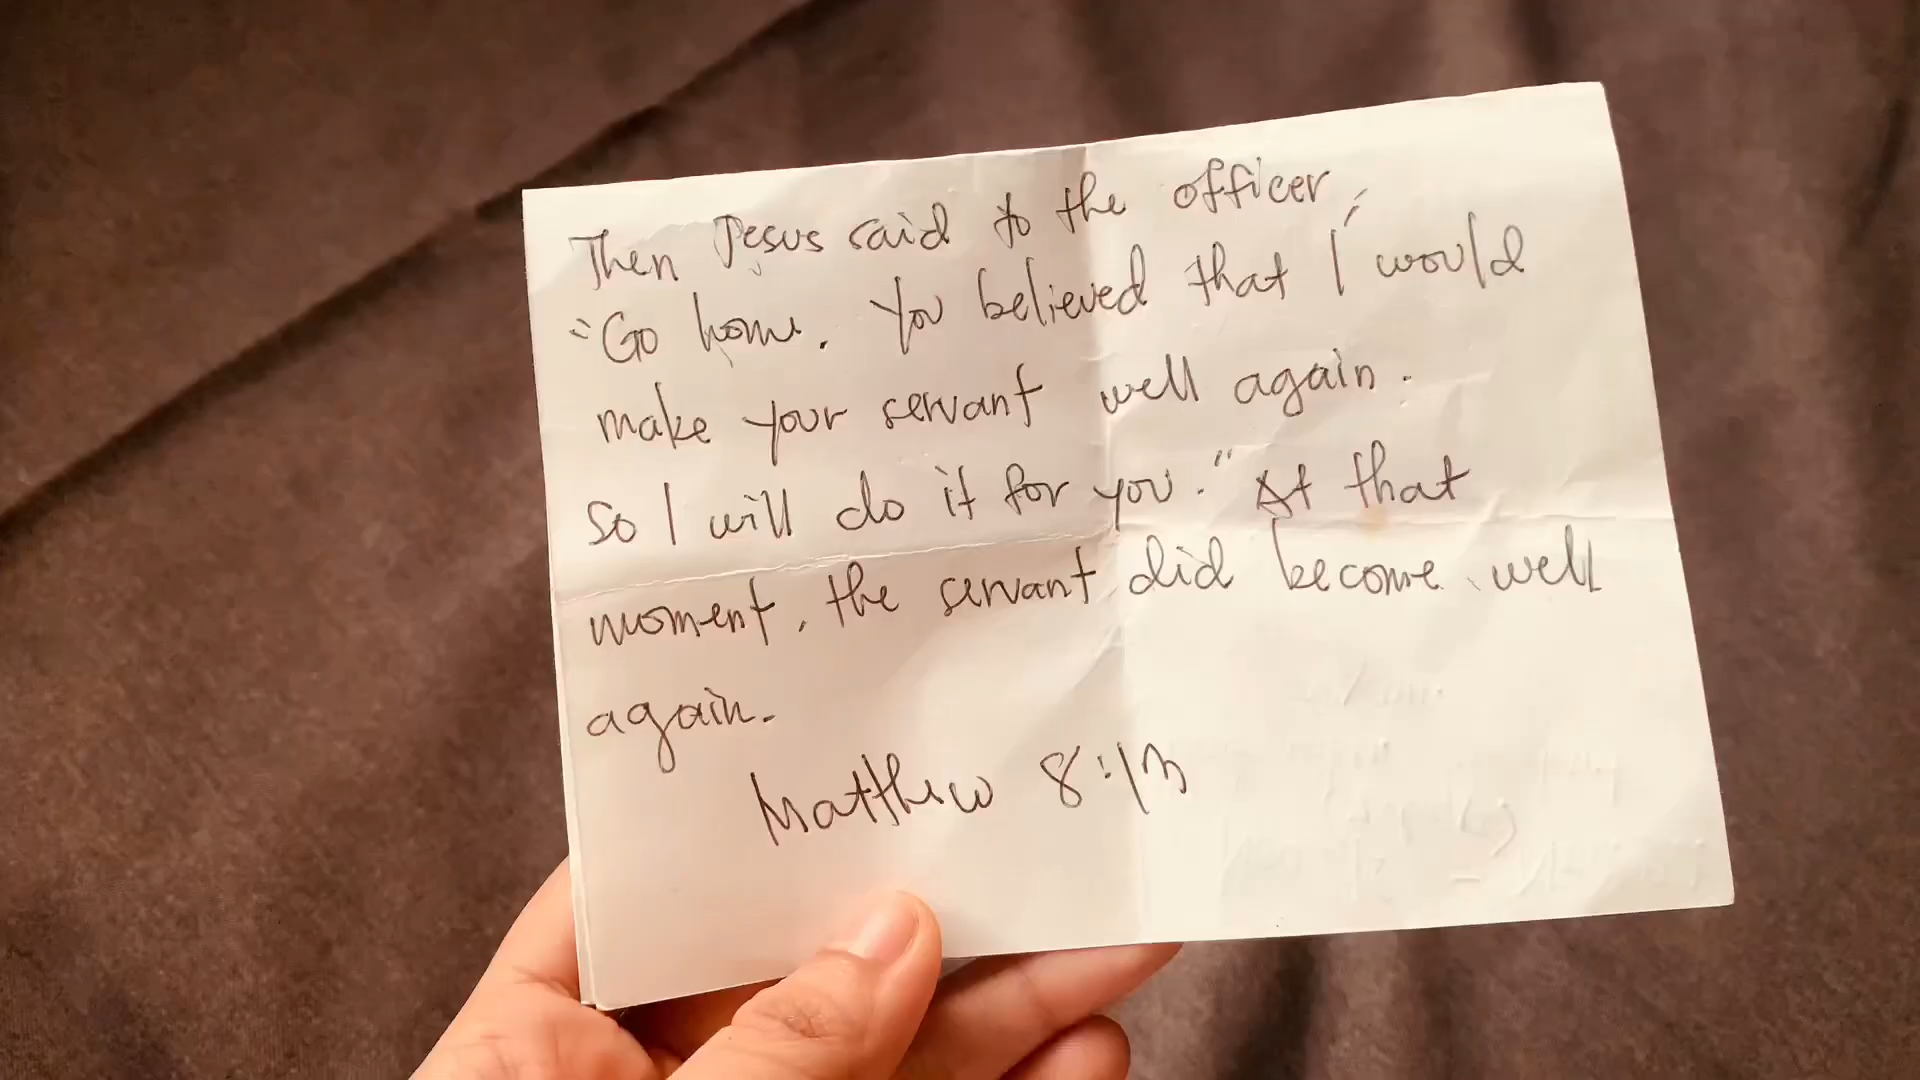 Then Jesus said to the officer,
"Go home. You believed that I would
make your servant well again.
So I will do it for you." At that
moment, the servant did become well
again.
Matthew 8:13